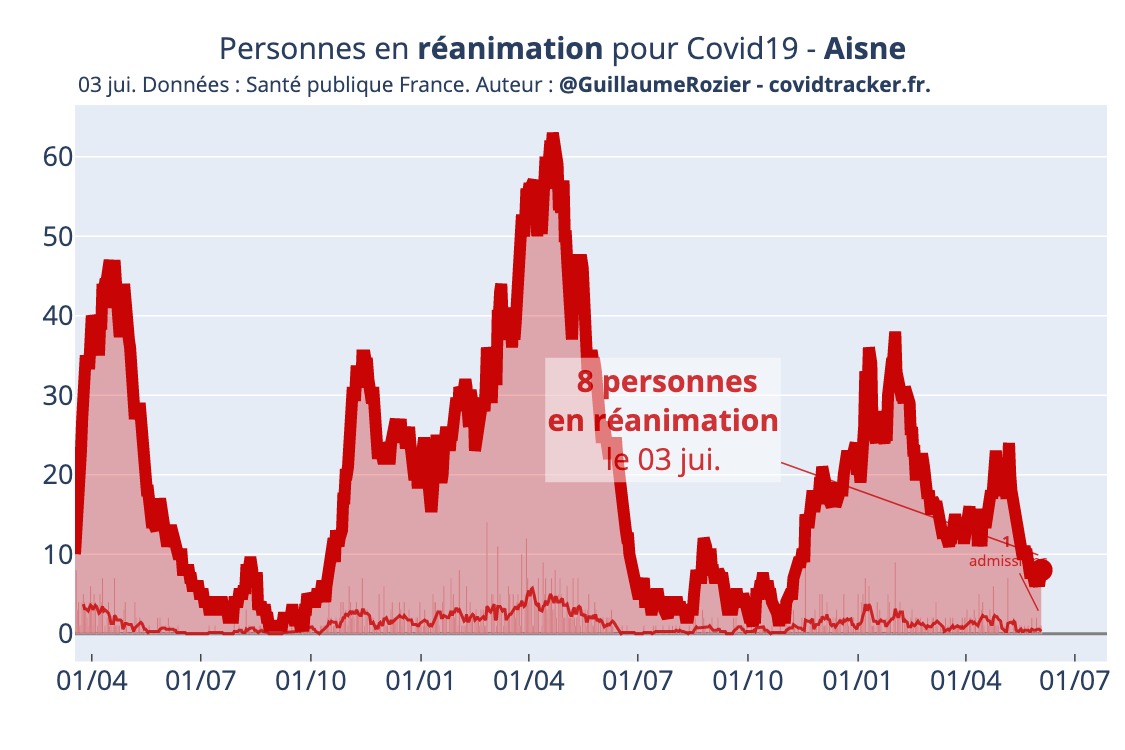 Personnes en réanimation pour Covid19 - Aisne
03 jui. Données : Santé publique France. Auteur : @GuillaumeRozier - covidtracker.fr.
60
50
40
30
20
10
0
8 personnes
en réanimation
le 03 jui.
1
01/04 01/07 01/10 01/01 01/04 01/07 01/10 01/01 01/04 01/07